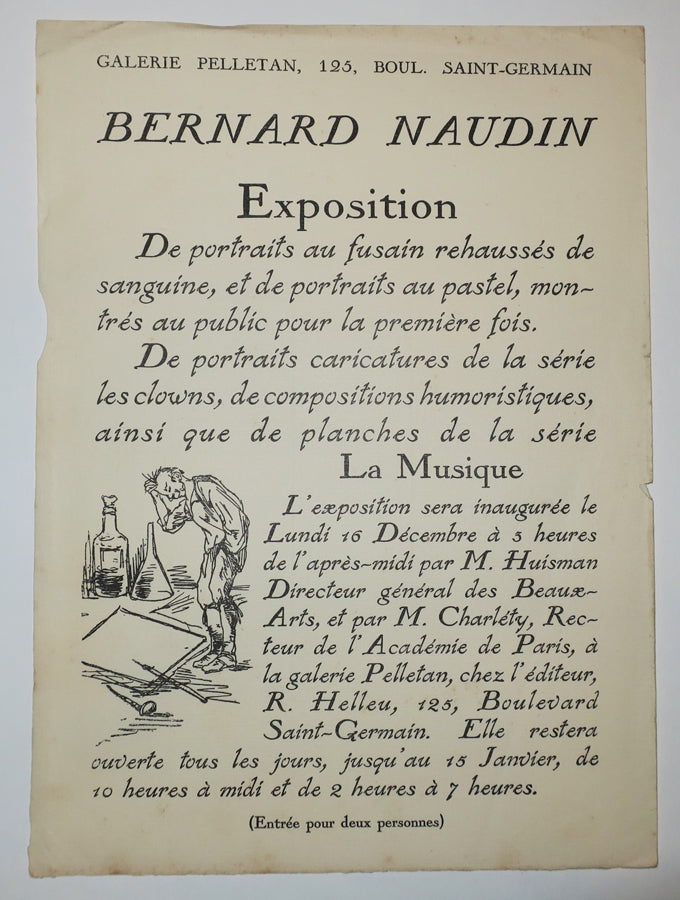 GALERIE PELLETAN, 125, BOUL. SAINT-GERMAIN
BERNARD NAUDIN
Exposition
De portraits au fusain rehaussés de
sanguine, et de portraits au pastel, mon-
trés au public pour la première fois.
De portraits caricatures de la série
les clowns, de compositions humoristiques,
ainsi que de planches de la série
La Musique
L'exposition sera inaugurée le
Lundi 16 Décembre à 5 heures
de l'après-midi par M. Huisman
Directeur général des Beaux-
Arts, et par M. Charléty, Rec-
teur de l'Académie de Paris, à
la galerie Pelletan, chez l'éditeur,
R. Helleu, 125, Boulevard
Saint-Germain. Elle restera
ouverte tous les jours, jusqu'au 15 Janvier, de
10 heures à midi et de 2 heures à 7 heures.
(Entrée pour deux personnes)